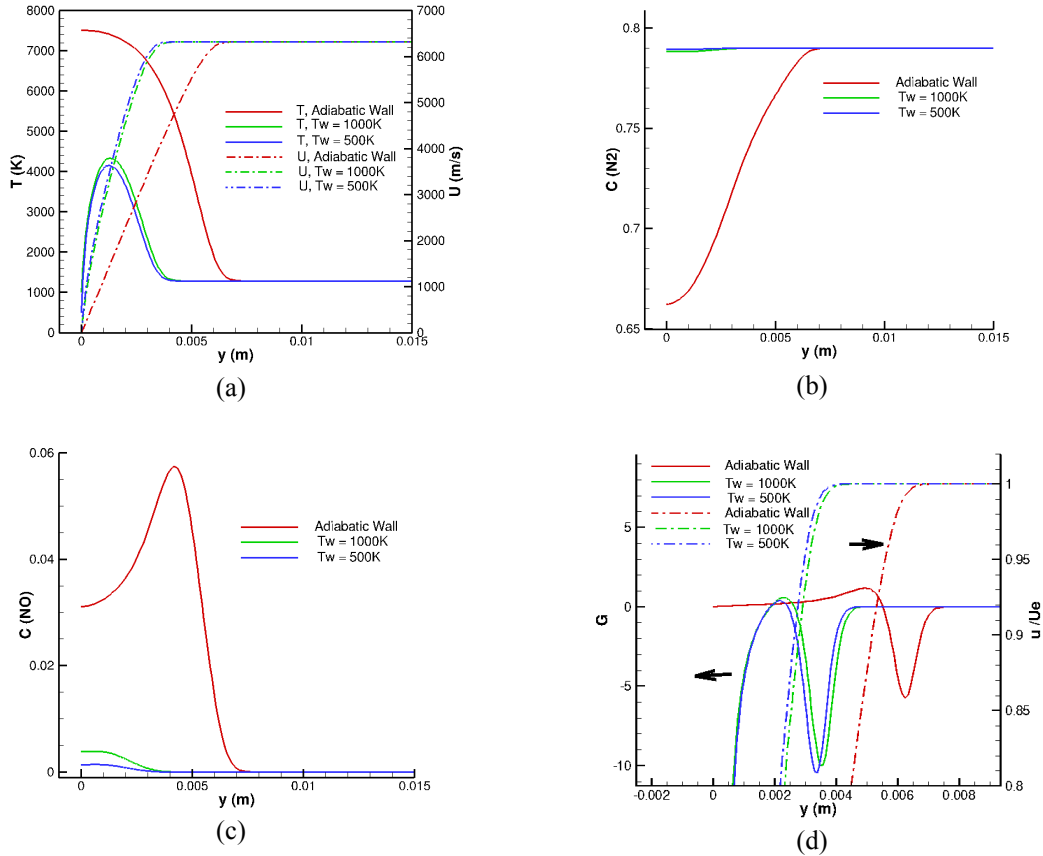 8000
7000
6000
5000
4000
3000
2000
1000
0
T (K)
7000
6000
5000
4000
3000
2000
1000
0
U (m/s)
T, Adiabatic Wall
T, Tw = 1000K
T, Tw = 500K
U, Adiabatic Wall
U, Tw = 1000K
U, Tw = 500K
0 0.005 0.01 0.015
y (m)
(a)
0.8
0.75
0.7
0.65
C (N2)
Adiabatic Wall
Tw = 1000K
Tw = 500K
0 0.005 0.01 0.015
y (m)
(b)
0.06
0.04
0.02
0
C (NO)
Adiabatic Wall
Tw = 1000K
Tw = 500K
0 0.005 0.01 0.015
y (m)
(c)
5
0
-5
-10
G
Adiabatic Wall
Tw = 1000K
Tw = 500K
Adiabatic Wall
Tw = 1000K
Tw = 500K
1
0.95
0.9
0.85
0.8
u /Ue
-0.002 0 0.002 0.004 0.006 0.008
y (m)
(d)